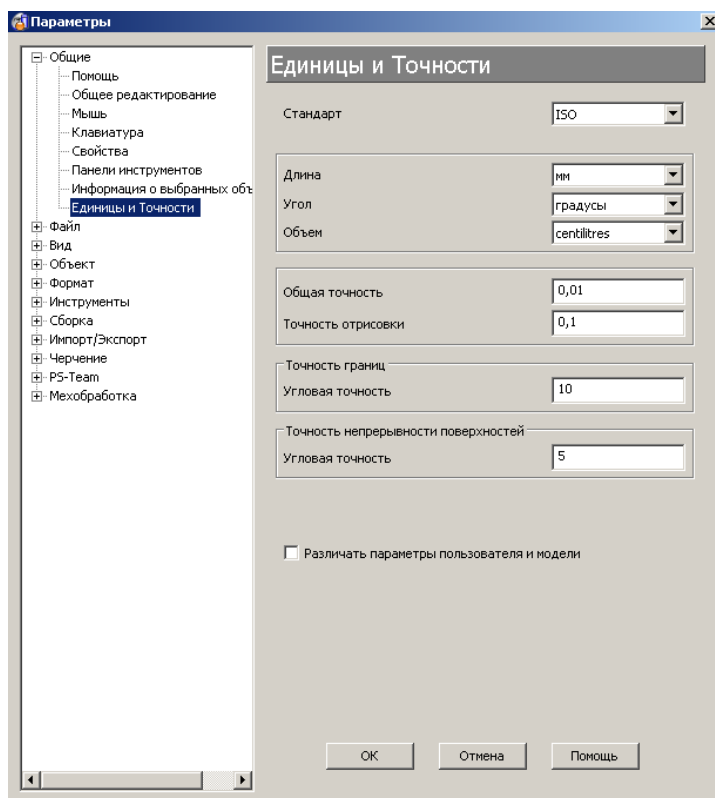 Параметры
Общие
Помощь
Общее редактирование
Мышь
Клавиатура
Свойства
Панели инструментов
Информация о выбранных объ
Единицы и Точности
Файл
Вид
Объект
Формат
Инструменты
Сборка
Импорт/Экспорт
Черчение
PS-Team
Мехобработка
Единицы и Точности
Стандарт ISO
Длина мм
Угол градусы
Объем centilitres
Общая точность 0,01
Точность отрисовки 0,1
Точность границ
Угловая точность 10
Точность непрерывности поверхностей
Угловая точность 5
Различать параметры пользователя и модели
OK Отмена Помощь